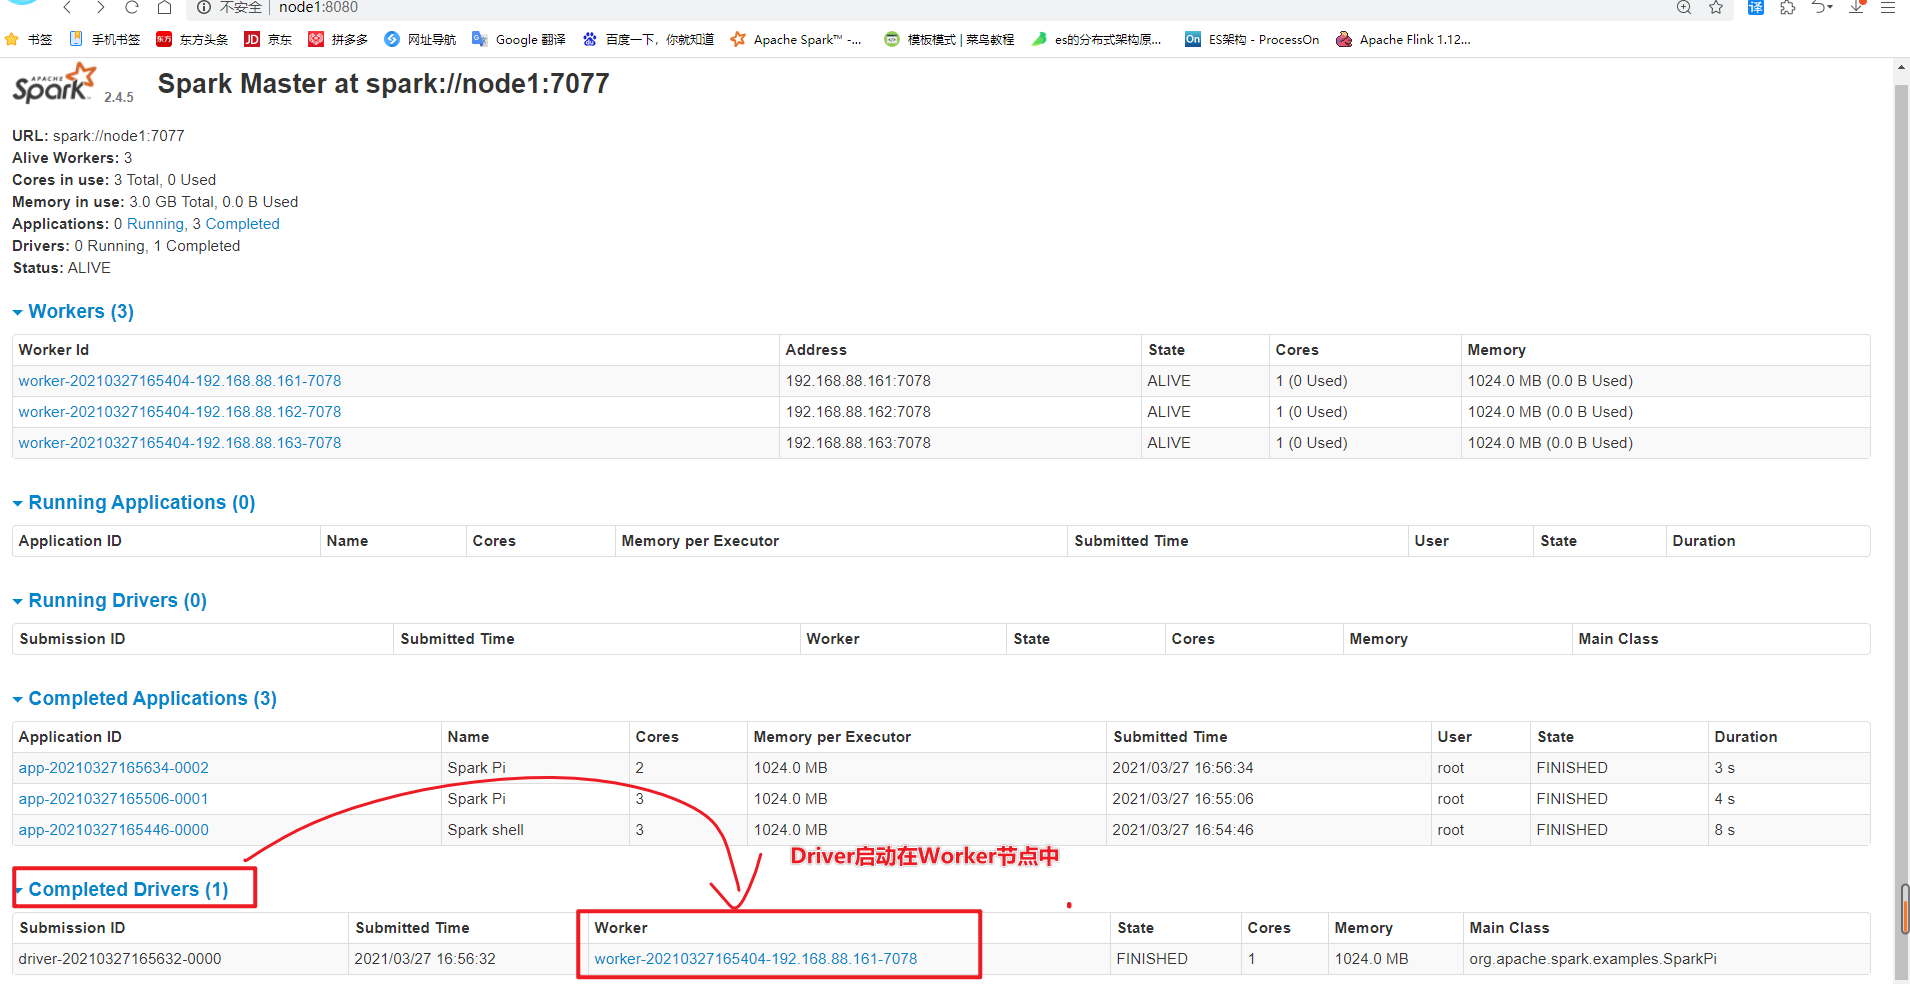 不安全 node1:8080
书签 手机书签 东方头条 京东 拼多多 网址导航 Google 翻译 百度一下，你就知道 Apache Spark™ -... 模板模式 | 菜鸟教程 es的分布式架构原... ES架构 - ProcessOn Apache Flink 1.12...
APACHE Spark 2.4.5 Spark Master at spark://node1:7077
URL: spark://node1:7077
Alive Workers: 3
Cores in use: 3 Total, 0 Used
Memory in use: 3.0 GB Total, 0.0 B Used
Applications: 0 Running, 3 Completed
Drivers: 0 Running, 1 Completed
Status: ALIVE
Workers (3)
Worker Id Address State Cores Memory
worker-20210327165404-192.168.88.161-7078 192.168.88.161:7078 ALIVE 1 (0 Used) 1024.0 MB (0.0 B Used)
worker-20210327165404-192.168.88.162-7078 192.168.88.162:7078 ALIVE 1 (0 Used) 1024.0 MB (0.0 B Used)
worker-20210327165404-192.168.88.163-7078 192.168.88.163:7078 ALIVE 1 (0 Used) 1024.0 MB (0.0 B Used)
Running Applications (0)
Application ID Name Cores Memory per Executor Submitted Time User State Duration
Running Drivers (0)
Submission ID Submitted Time Worker State Cores Memory Main Class
Completed Applications (3)
Application ID Name Cores Memory per Executor Submitted Time User State Duration
app-20210327165634-0002 Spark Pi 2 1024.0 MB 2021/03/27 16:56:34 root FINISHED 3 s
app-20210327165506-0001 Spark Pi 3 1024.0 MB 2021/03/27 16:55:06 root FINISHED 4 s
app-20210327165446-0000 Spark shell 3 1024.0 MB 2021/03/27 16:54:46 root FINISHED 8 s
Driver启动在Worker节点中
Completed Drivers (1)
Submission ID Submitted Time Worker State Cores Memory Main Class
driver-20210327165632-0000 2021/03/27 16:56:32 worker-20210327165404-192.168.88.161-7078 FINISHED 1 1024.0 MB org.apache.spark.examples.SparkPi